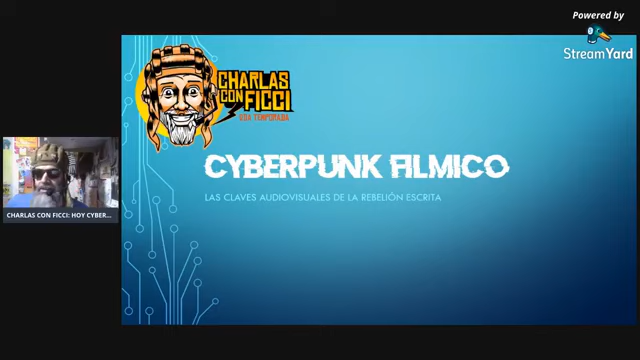 Powered by
StreamYard
CHARLAS
CON FICCI
CYBERPUNK FILMICO
LAS CLAVES AUDIOVISUALES DE LA REBELIÓN ESCRITA
CHARLAS CON FICCI: HOY CYBER...